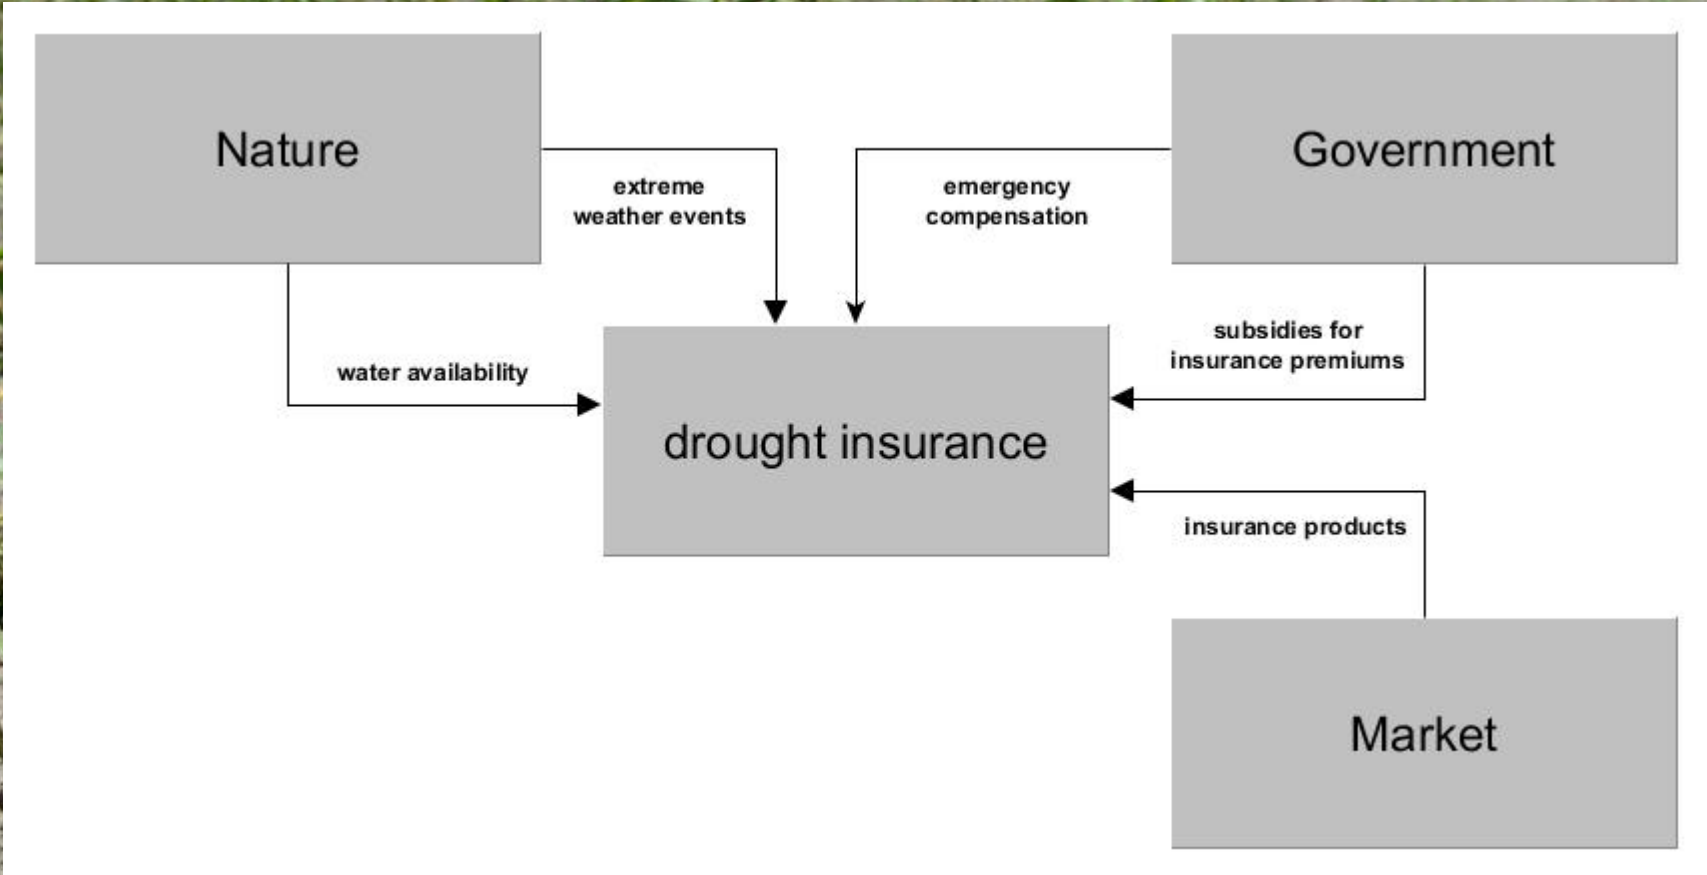 Nature
Government
extreme
weather events
emergency
compensation
water availability
subsidies for
insurance premiums
drought insurance
insurance products
Market